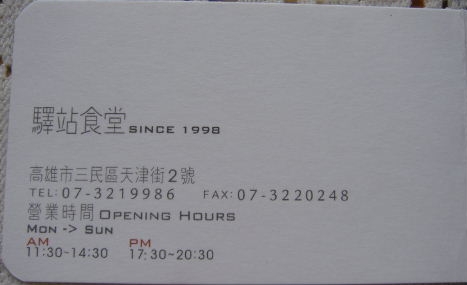 驛站食堂 SINCE 1998
高雄市三民區天津街2號
TEL: 07-3219986 FAX: 07-3220248
營業時間 OPENING HOURS
MON -> SUN
AM PM
11:30~14:30 17:30~20:30